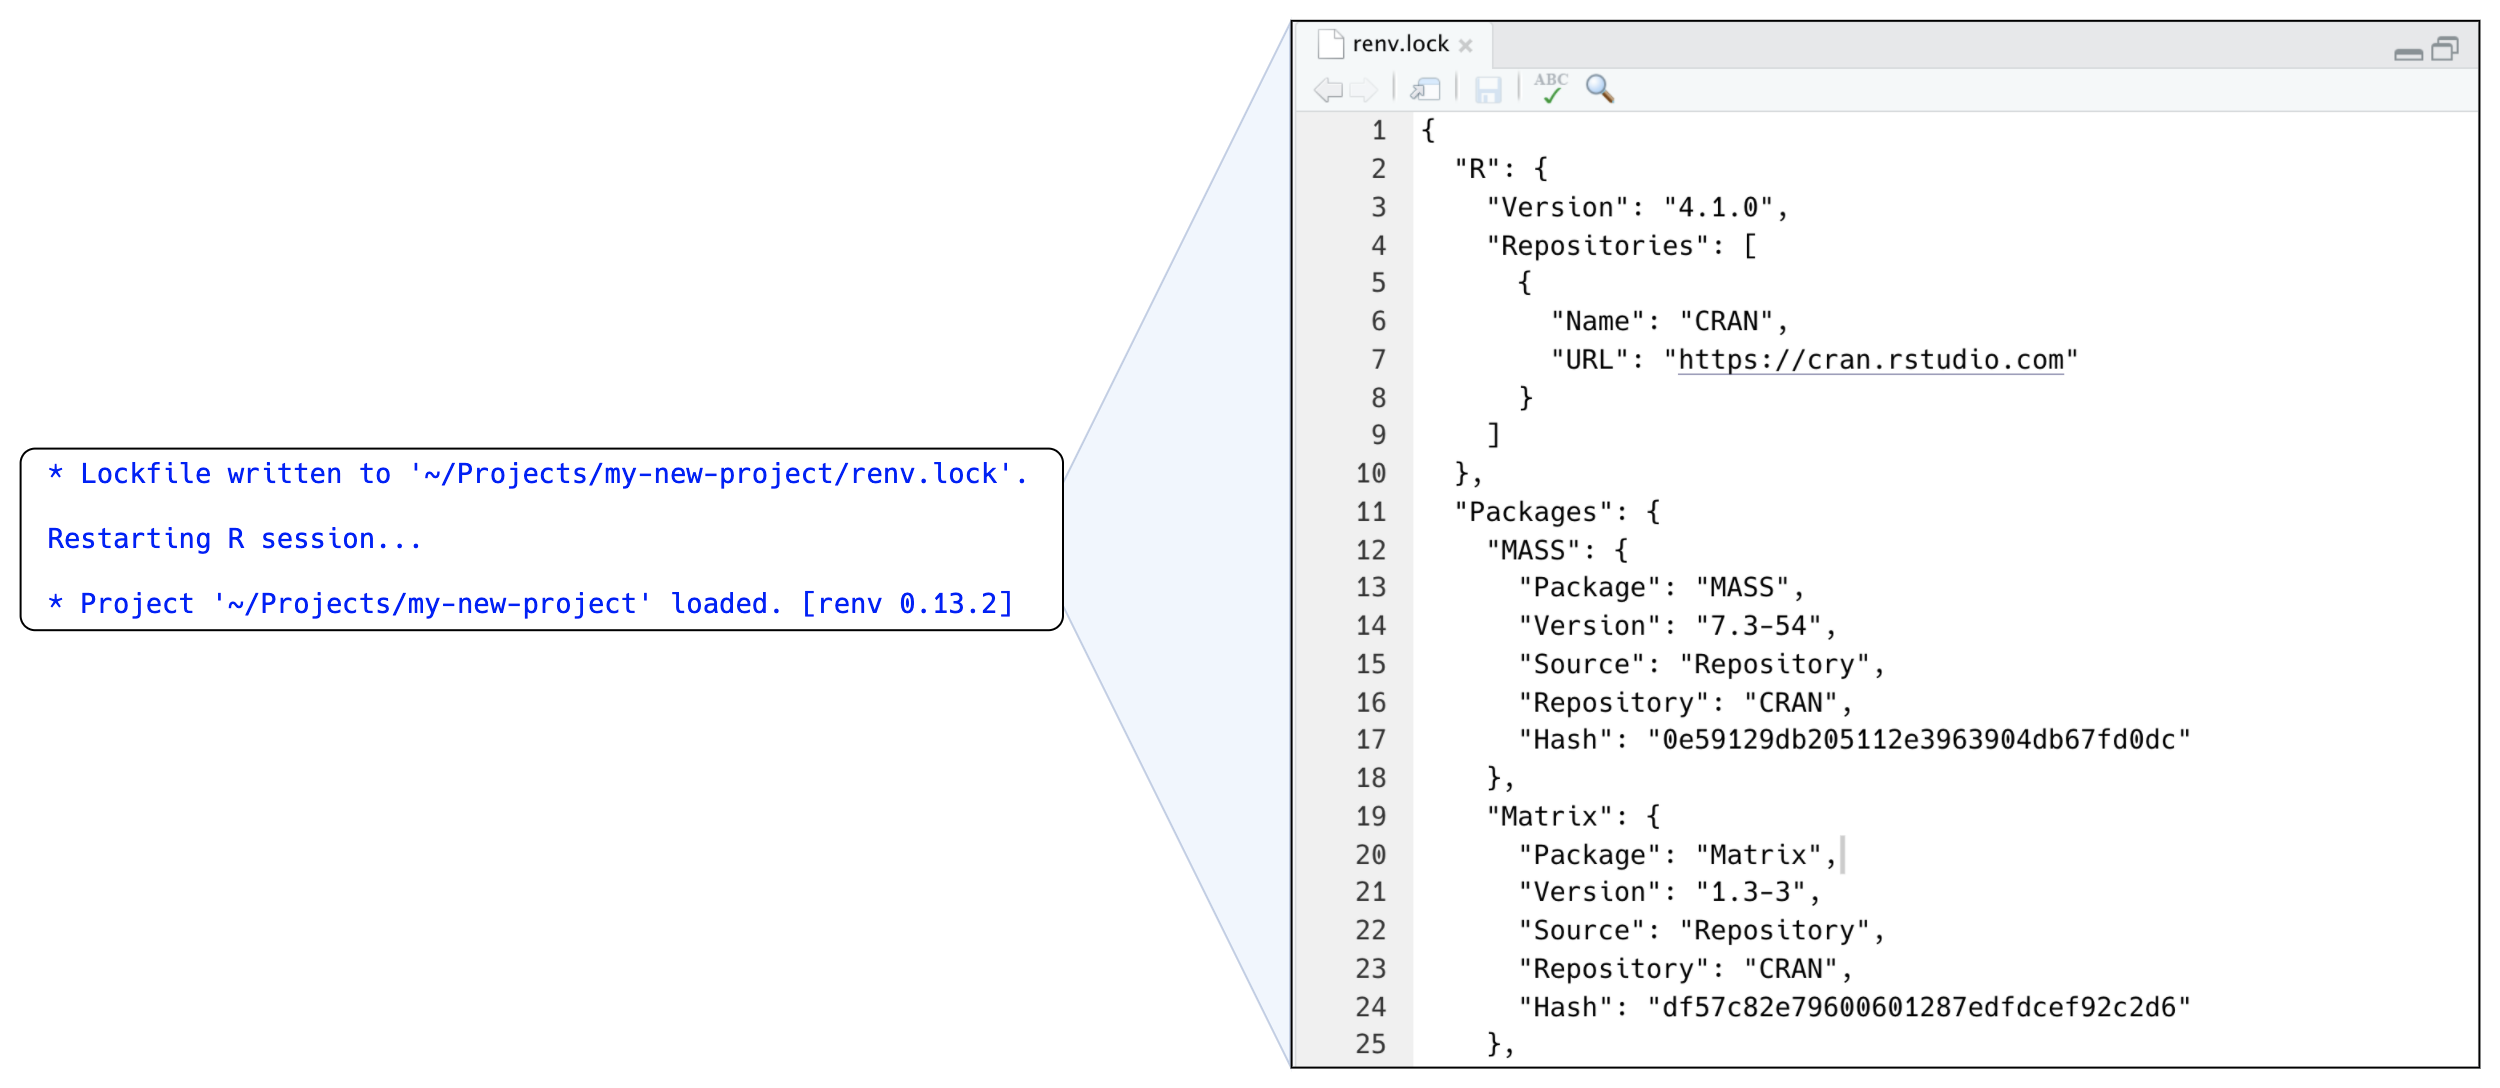 * Lockfile written to '~/Projects/my-new-project/renv.lock'.
Restarting R session...
* Project '~/Projects/my-new-project' loaded. [renv 0.13.2]
renv.lock
ABC
1 {
2   "R": {
3     "Version": "4.1.0",
4     "Repositories": [
5       {
6         "Name": "CRAN",
7         "URL": "https://cran.rstudio.com"
8       }
9     ]
10   },
11   "Packages": {
12     "MASS": {
13       "Package": "MASS",
14       "Version": "7.3-54",
15       "Source": "Repository",
16       "Repository": "CRAN",
17       "Hash": "0e59129db205112e3963904db67fd0dc"
18     },
19     "Matrix": {
20       "Package": "Matrix",
21       "Version": "1.3-3",
22       "Source": "Repository",
23       "Repository": "CRAN",
24       "Hash": "df57c82e79600601287edfdcef92c2d6"
25     },